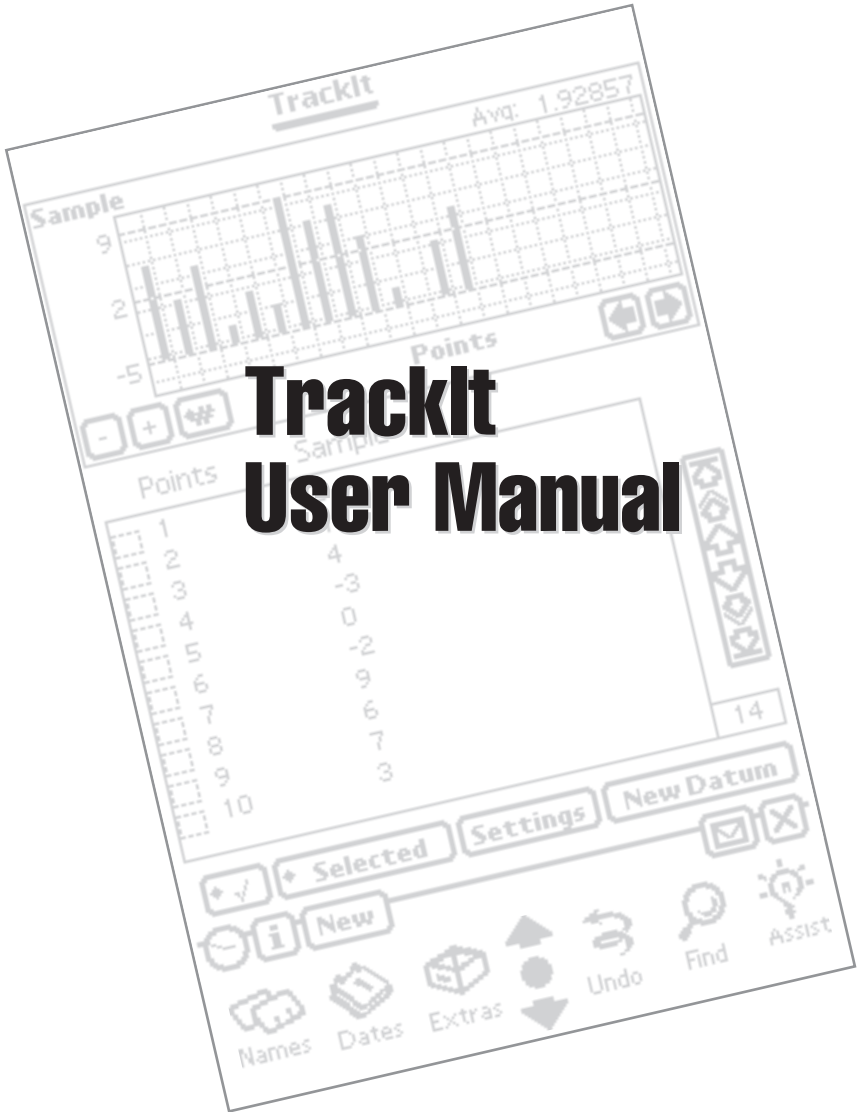 TrackIt
Avg: 1.92857
Sample
9
2
-5
Points
- + #
TrackIt
User Manual
Points Sample
1
2 4
3 -3
4 0
5 -2
6 9
7 6
8 7
9 3
10
14
√ Selected Settings New Datum
i New
Names Dates Extras Undo Find Assist